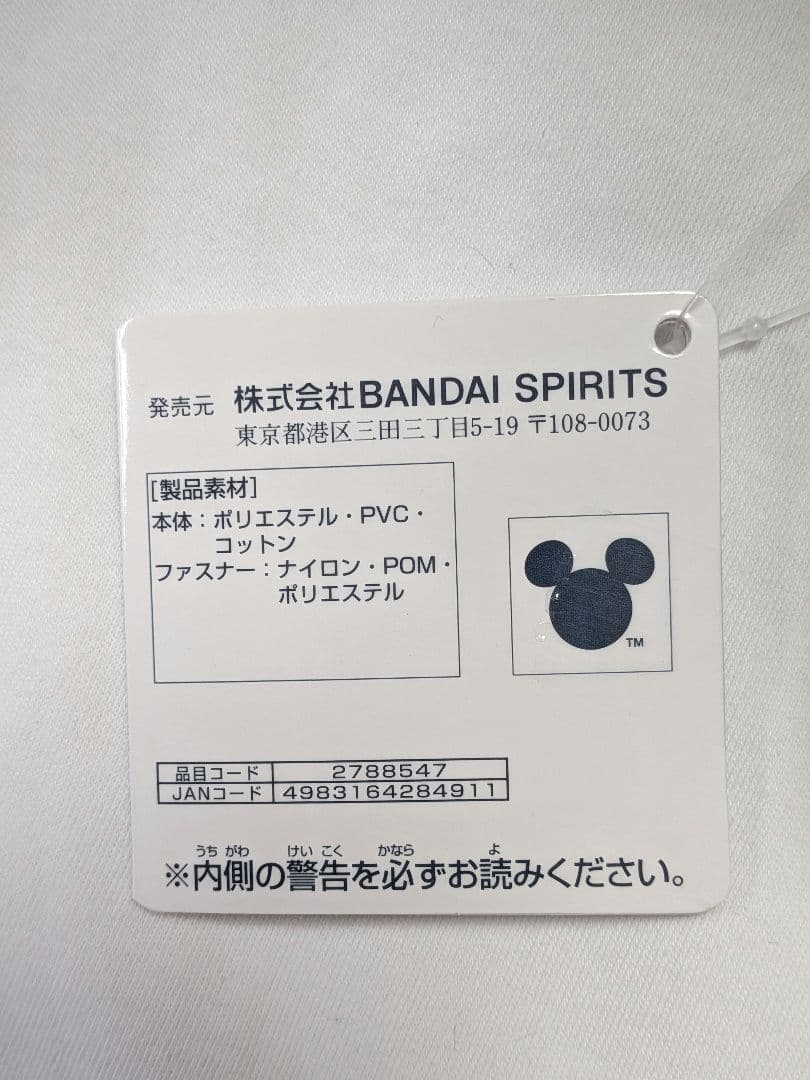 発売元 株式会社BANDAI SPIRITS
東京都港区三田三丁目5-19 〒108-0073
[製品素材]
本体：ポリエステル・PVC・
コットン
ファスナー：ナイロン・POM・
ポリエステル
TM
品目コード 2788547
JANコード 4983164284911
うち がわ けい こく かなら よ
※内側の警告を必ずお読みください。